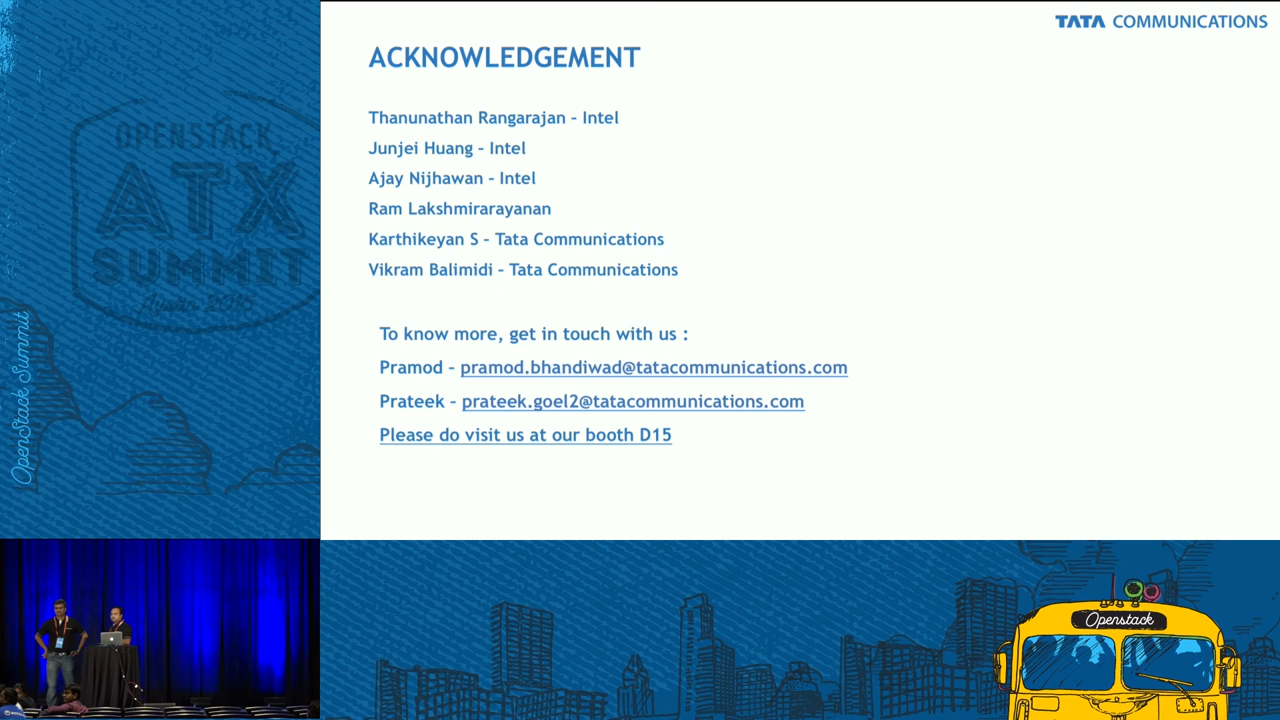 TATA COMMUNICATIONS
ACKNOWLEDGEMENT
Thanunathan Rangarajan – Intel
Junjei Huang – Intel
Ajay Nijhawan – Intel
Ram Lakshmirarayanan
Karthikeyan S – Tata Communications
Vikram Balimidi – Tata Communications
To know more, get in touch with us :
Pramod – pramod.bhandiwad@tatacommunications.com
Prateek – prateek.goel2@tatacommunications.com
Please do visit us at our booth D15
OPENSTACK
ATX
SUMMIT
Austin 2016
OpenStack Summit
Openstack